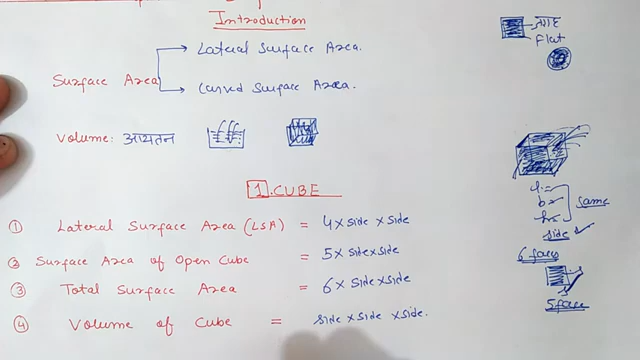 Introduction
Surface Area
Lateral Surface Area.
Curved Surface Area.
Volume: आयतन
1. CUBE
① Lateral Surface Area (LSA) = 4 × side × side
② Surface Area of Open Cube = 5 × side × side
③ Total Surface Area = 6 × side × side
④ Volume of Cube = side × side × side.
Flat
same
side
6 faces
5 face